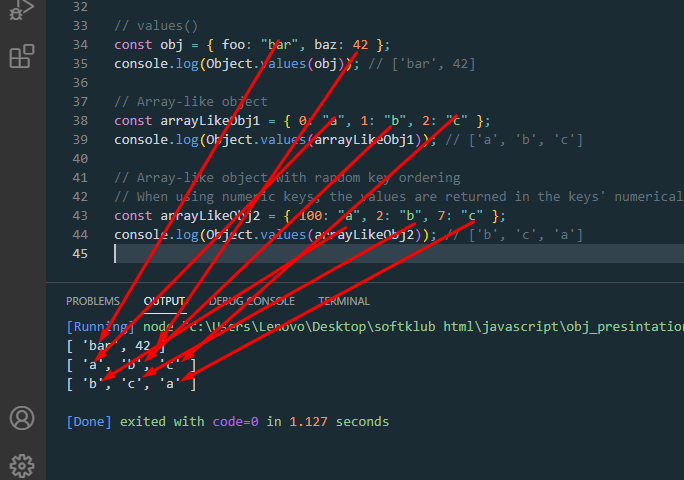 32
33 // values()
34 const obj = { foo: "bar", baz: 42 };
35 console.log(Object.values(obj)); // ['bar', 42]
36
37 // Array-like object
38 const arrayLikeObj1 = { 0: "a", 1: "b", 2: "c" };
39 console.log(Object.values(arrayLikeObj1)); // ['a', 'b', 'c']
40
41 // Array-like object with random key ordering
42 // When using numeric keys, the values are returned in the keys' numerical
43 const arrayLikeObj2 = { 100: "a", 2: "b", 7: "c" };
44 console.log(Object.values(arrayLikeObj2)); // ['b', 'c', 'a']
45
PROBLEMS OUTPUT DEBUG CONSOLE TERMINAL
[Running] node "c:\Users\Lenovo\Desktop\softklub html\javascript\obj_presintation
[ 'bar', 42 ]
[ 'a', 'b', 'c' ]
[ 'b', 'c', 'a' ]
[Done] exited with code=0 in 1.127 seconds